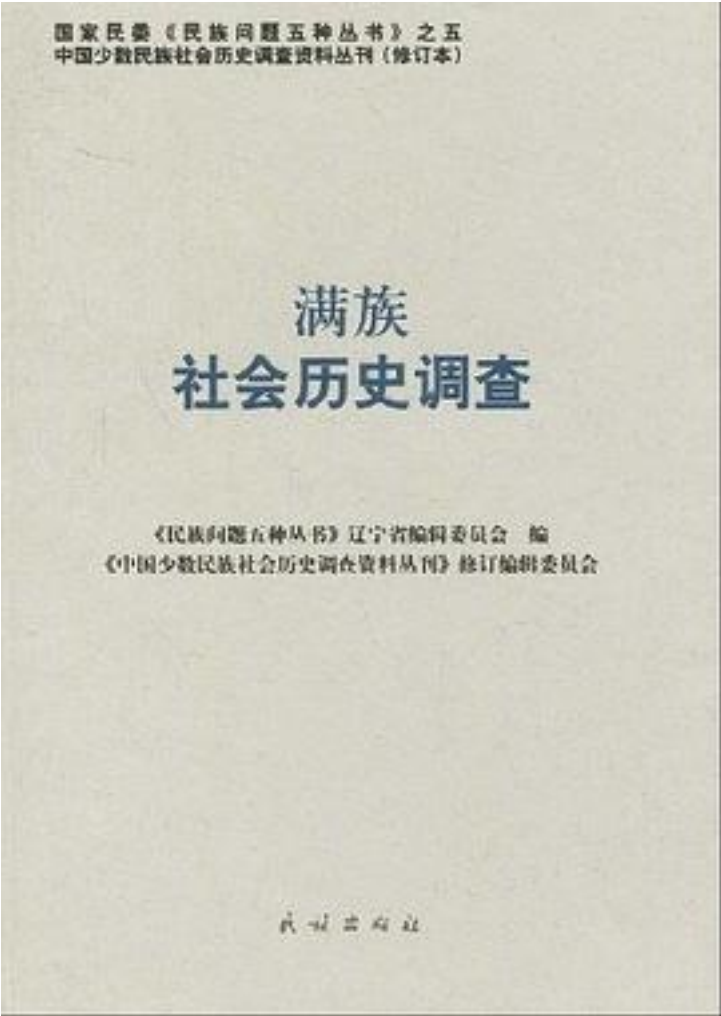 国家民委《民族问题五种丛书》之五
中国少数民族社会历史调查资料丛刊(修订本)
满族
社会历史调查
《民族问题五种丛书》辽宁省编辑委员会 编
《中国少数民族社会历史调查资料丛刊》修订编辑委员会
民族出版社